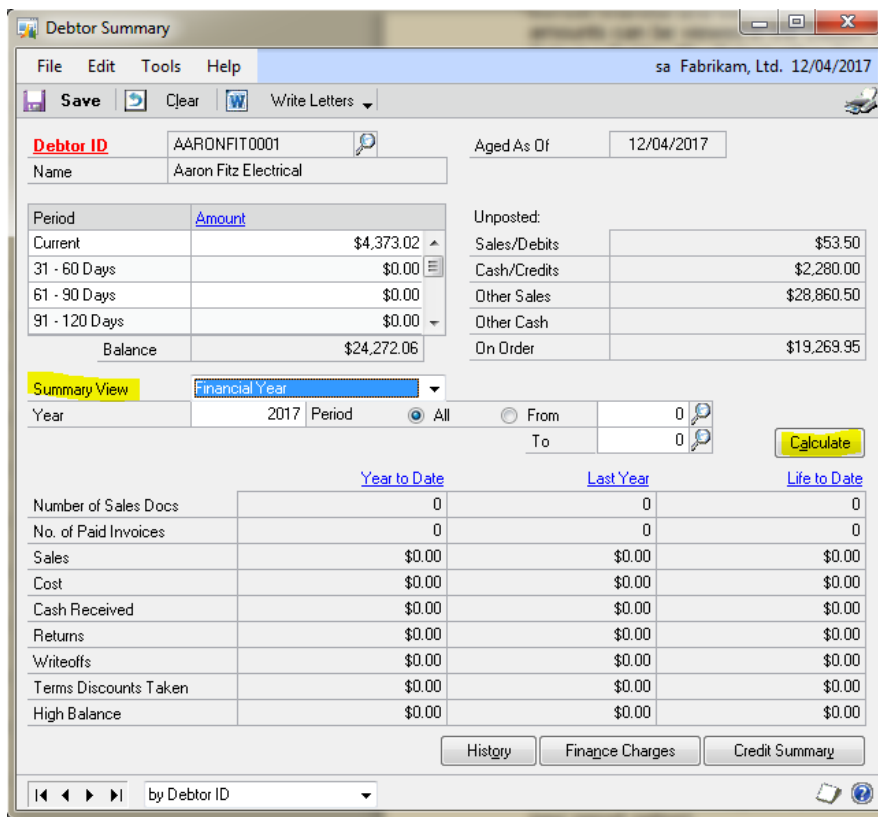 Debtor Summary
File Edit Tools Help sa Fabrikam, Ltd. 12/04/2017
Save Clear Write Letters
Debtor ID AARONFIT0001 Aged As Of 12/04/2017
Name Aaron Fitz Electrical
Period Amount Unposted:
Current $4,373.02 Sales/Debits $53.50
31 - 60 Days $0.00 Cash/Credits $2,280.00
61 - 90 Days $0.00 Other Sales $28,860.50
91 - 120 Days $0.00 Other Cash
Balance $24,272.06 On Order $19,269.95
Summary View Financial Year
Year 2017 Period All From 0
To 0 Calculate
Year to Date Last Year Life to Date
Number of Sales Docs 0 0 0
No. of Paid Invoices 0 0 0
Sales $0.00 $0.00 $0.00
Cost $0.00 $0.00 $0.00
Cash Received $0.00 $0.00 $0.00
Returns $0.00 $0.00 $0.00
Writeoffs $0.00 $0.00 $0.00
Terms Discounts Taken $0.00 $0.00 $0.00
High Balance $0.00 $0.00 $0.00
History Finance Charges Credit Summary
by Debtor ID